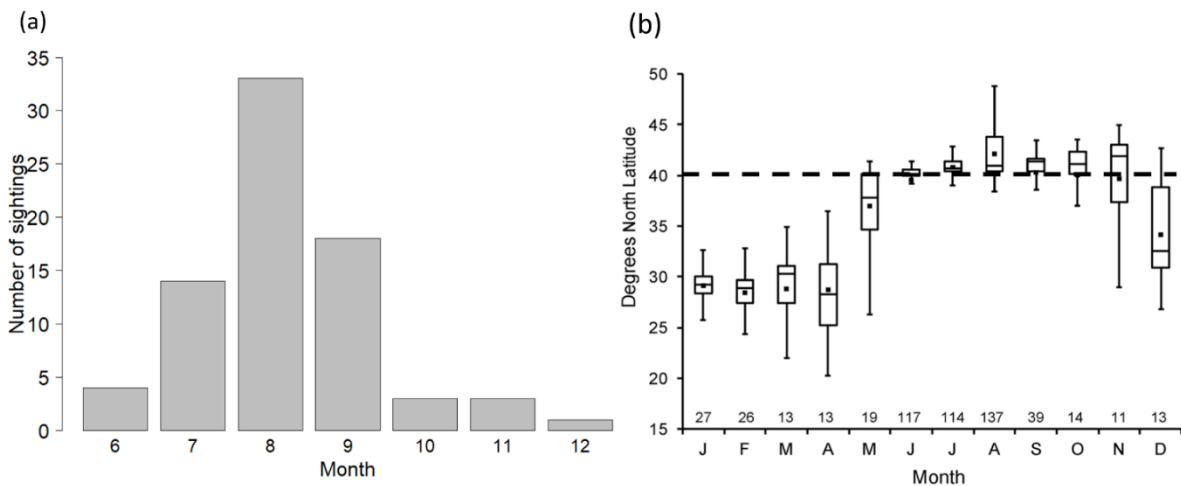 (a)
Number of sightings
35
30
25
20
15
10
5
0
6 7 8 9 10 11 12
Month
(b)
Degrees North Latitude
50
45
40
35
30
25
20
15
27 26 13 13 19 117 114 137 39 14 11 13
J F M A M J J A S O N D
Month